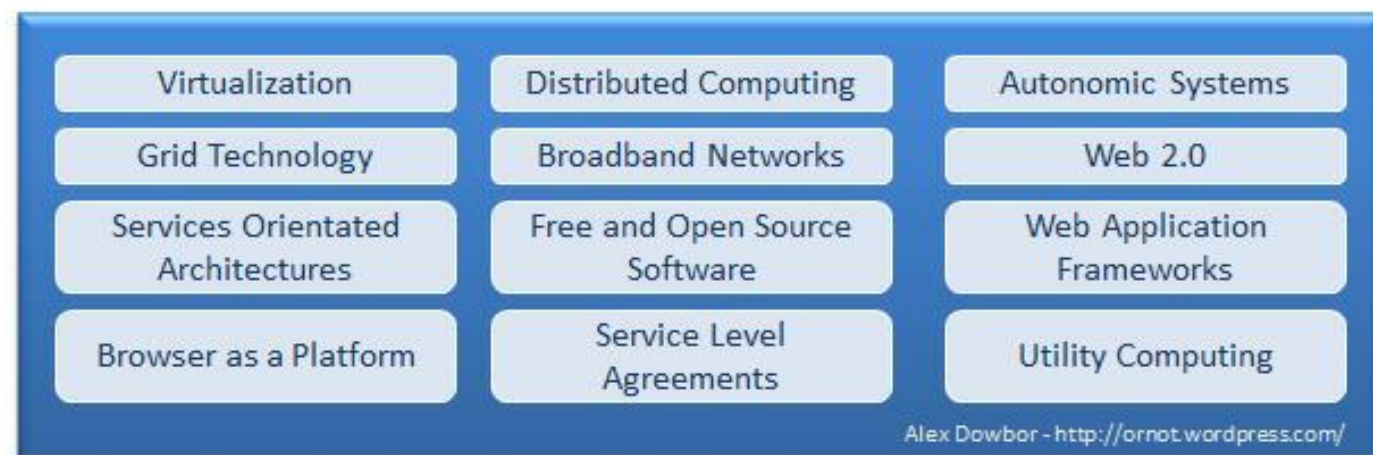 Virtualization
Distributed Computing
Autonomic Systems
Grid Technology
Broadband Networks
Web 2.0
Services Orientated
Architectures
Free and Open Source
Software
Web Application
Frameworks
Browser as a Platform
Service Level
Agreements
Utility Computing
Alex Dowbor - http://ornot.wordpress.com/